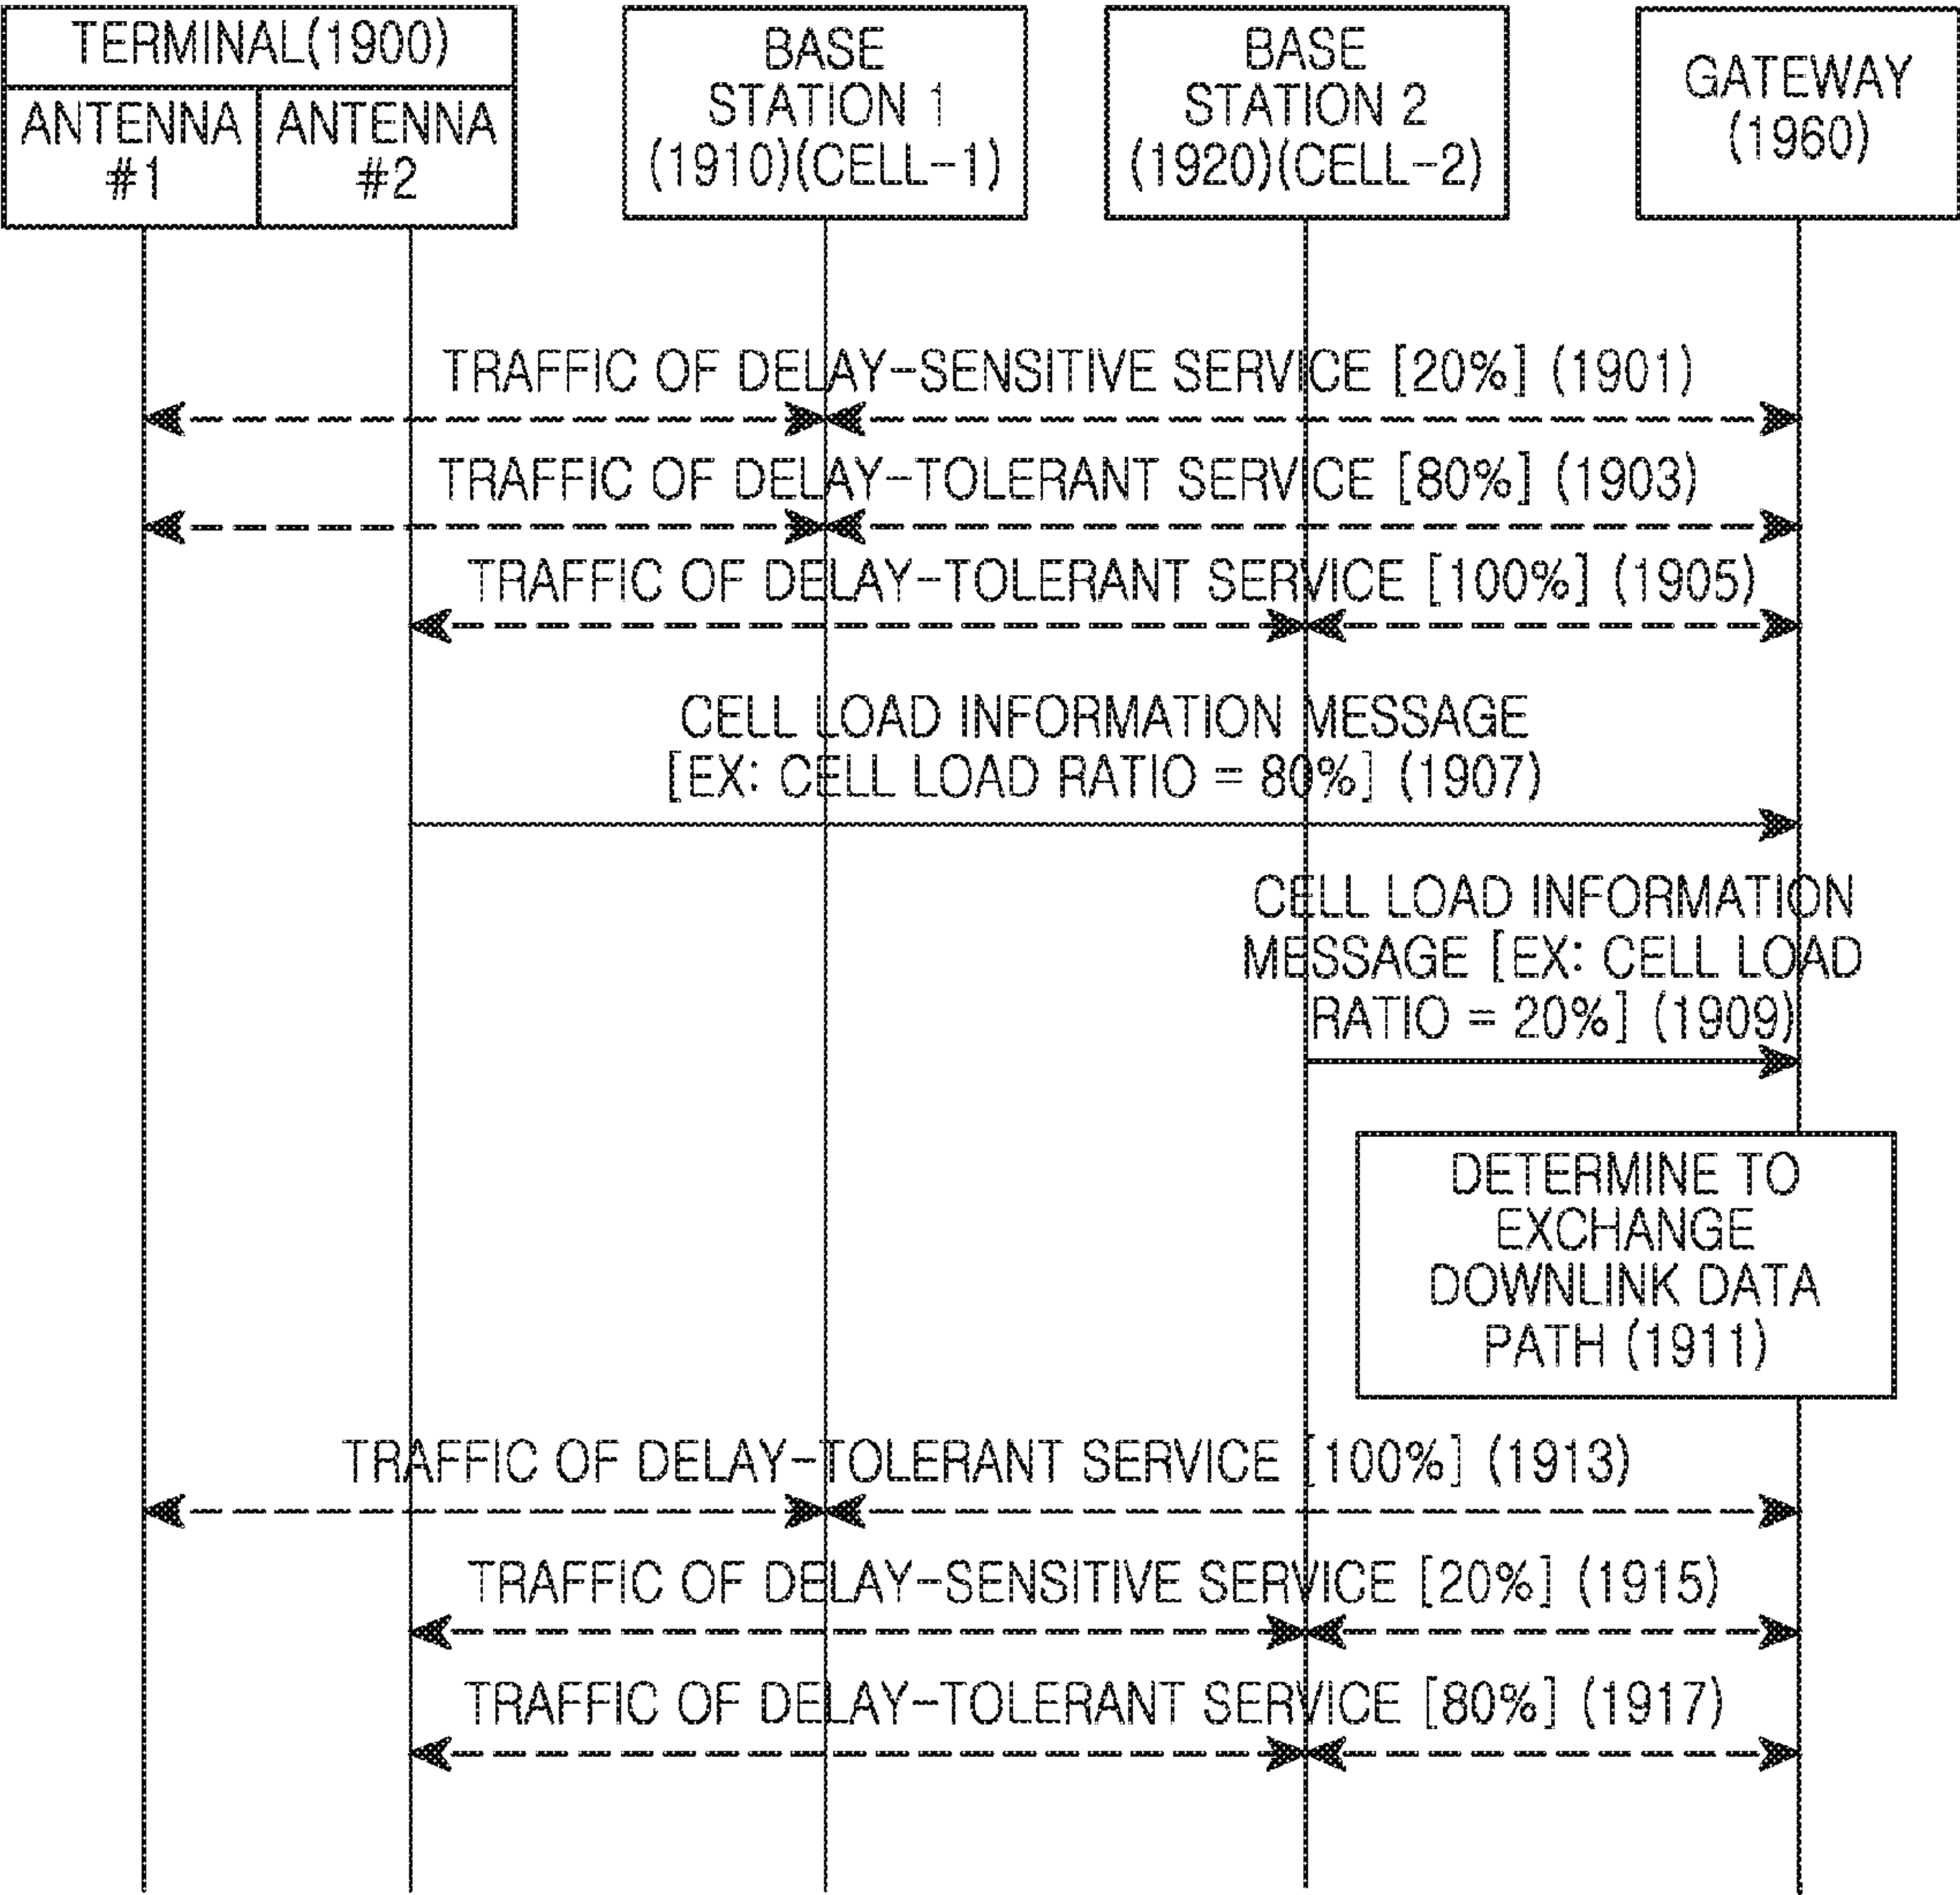 TERMINAL(1900)
ANTENNA
#1
ANTENNA
#2
BASE
STATION 1
(1910)(CELL-1)
BASE
STATION 2
(1920)(CELL-2)
GATEWAY
(1960)
TRAFFIC OF DELAY-SENSITIVE SERVICE [20%] (1901)
TRAFFIC OF DELAY-TOLERANT SERVICE [80%] (1903)
TRAFFIC OF DELAY-TOLERANT SERVICE [100%] (1905)
CELL LOAD INFORMATION MESSAGE
[EX: CELL LOAD RATIO = 80%] (1907)
CELL LOAD INFORMATION
MESSAGE [EX: CELL LOAD
RATIO = 20%] (1909)
DETERMINE TO
EXCHANGE
DOWNLINK DATA
PATH (1911)
TRAFFIC OF DELAY-TOLERANT SERVICE [100%] (1913)
TRAFFIC OF DELAY-SENSITIVE SERVICE [20%] (1915)
TRAFFIC OF DELAY-TOLERANT SERVICE [80%] (1917)